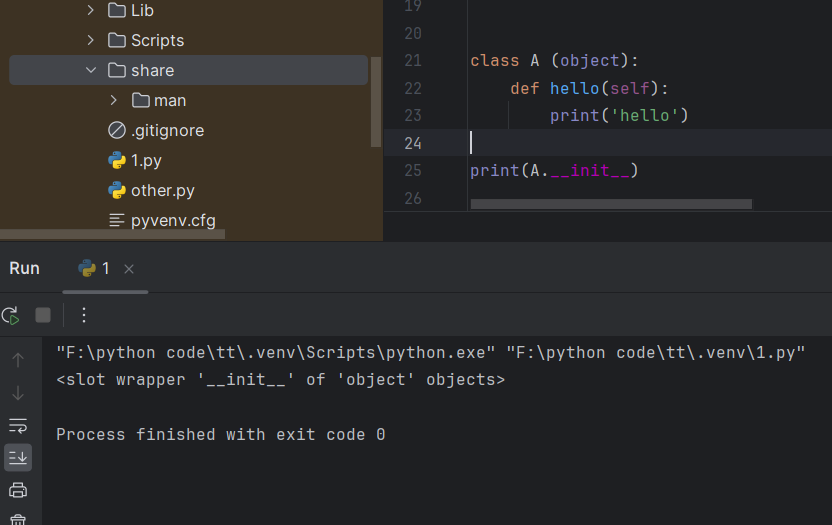 Lib
Scripts
share
man
.gitignore
1.py
other.py
pyvenv.cfg
19
20
21 class A (object):
22 def hello(self):
23 print('hello')
24
25 print(A.__init__)
26
Run 1
"F:\python code\tt\.venv\Scripts\python.exe" "F:\python code\tt\.venv\1.py"
<slot wrapper '__init__' of 'object' objects>
Process finished with exit code 0